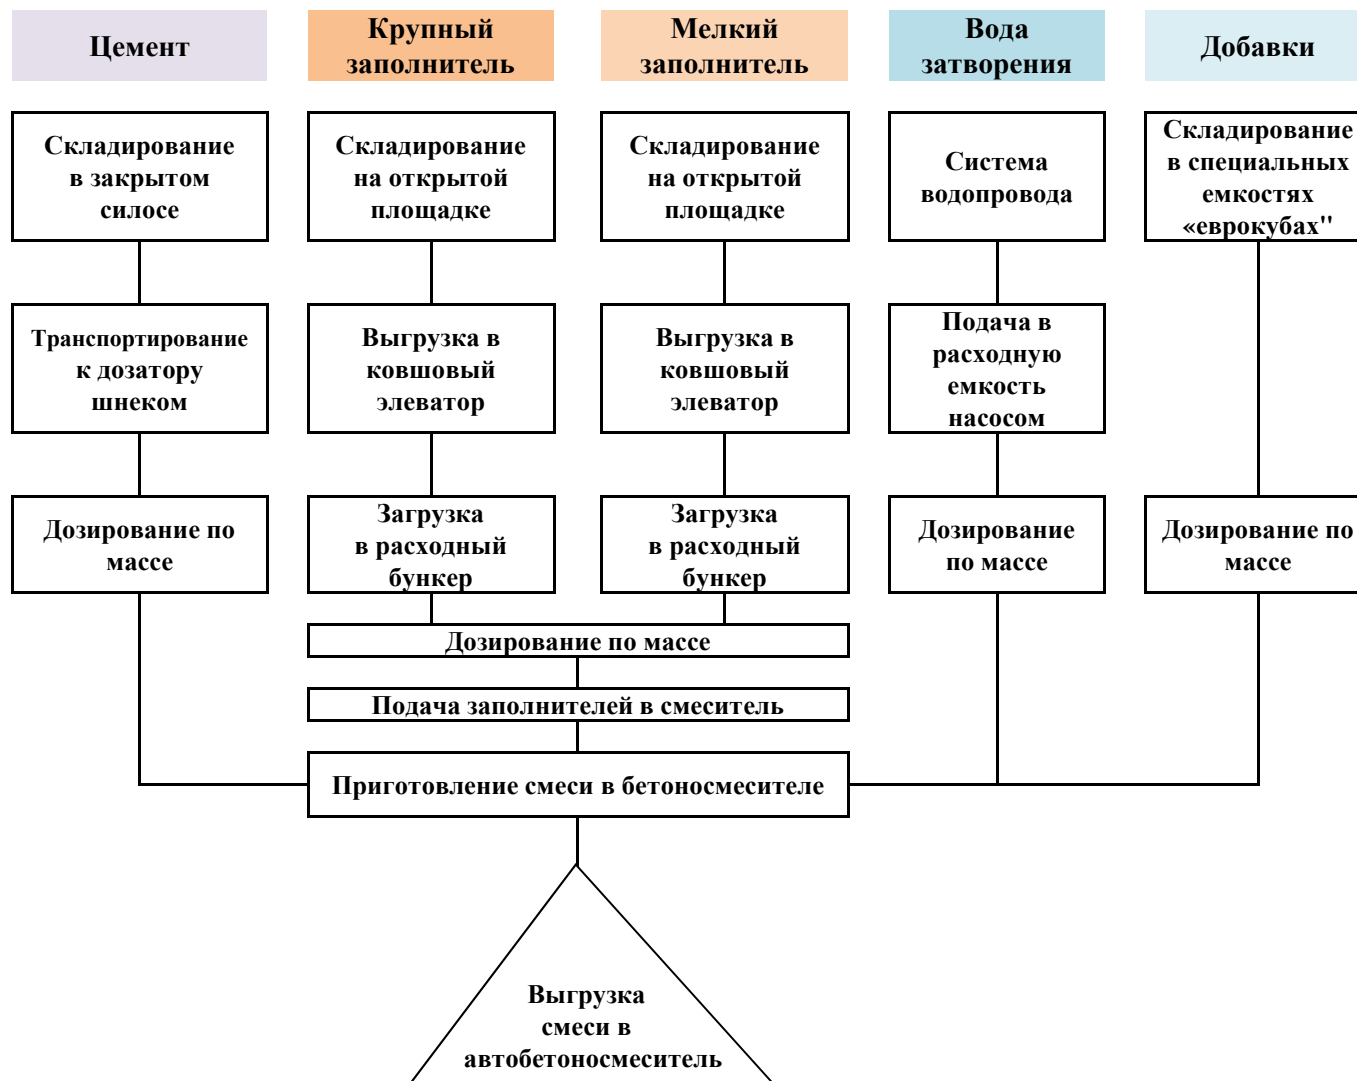 Цемент
Крупный
заполнитель
Мелкий
заполнитель
Вода
затворения
Добавки
Складирование
в закрытом
силосе
Складирование
на открытой
площадке
Складирование
на открытой
площадке
Система
водопровода
Складирование
в специальных
емкостях
«еврокубах"
Транспортирование
к дозатору
шнеком
Выгрузка в
ковшовый
элеватор
Выгрузка в
ковшовый
элеватор
Подача в
расходную
емкость
насосом
Дозирование по
массе
Загрузка
в расходный
бункер
Загрузка
в расходный
бункер
Дозирование
по массе
Дозирование по
массе
Дозирование по массе
Подача заполнителей в смеситель
Приготовление смеси в бетоносмесителе
Выгрузка
смеси в
автобетоносмеситель